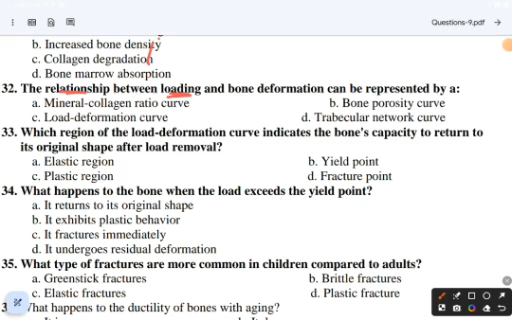 Questions-9.pdf
b. Increased bone density
c. Collagen degradation
d. Bone marrow absorption
32. The relationship between loading and bone deformation can be represented by a:
a. Mineral-collagen ratio curve b. Bone porosity curve
c. Load-deformation curve d. Trabecular network curve
33. Which region of the load-deformation curve indicates the bone's capacity to return to
its original shape after load removal?
a. Elastic region b. Yield point
c. Plastic region d. Fracture point
34. What happens to the bone when the load exceeds the yield point?
a. It returns to its original shape
b. It exhibits plastic behavior
c. It fractures immediately
d. It undergoes residual deformation
35. What type of fractures are more common in children compared to adults?
a. Greenstick fractures b. Brittle fractures
c. Elastic fractures d. Plastic fracture
3 hat happens to the ductility of bones with aging?